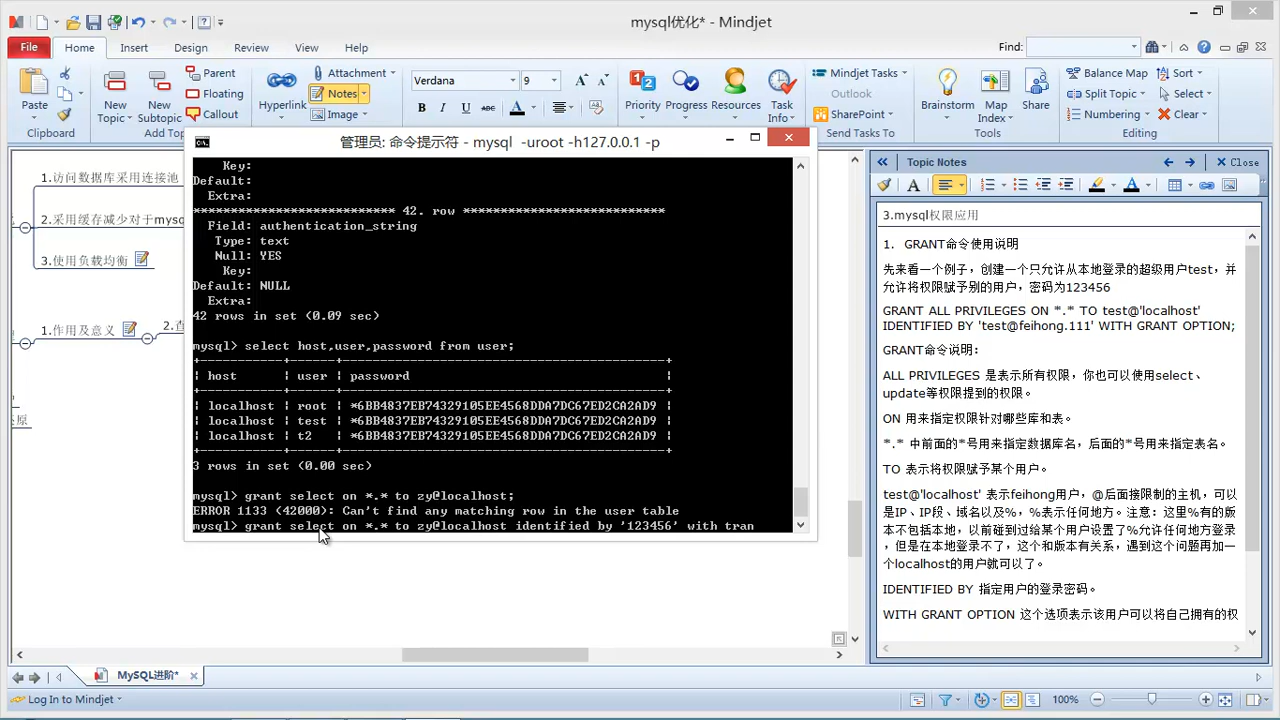 mysql优化* - Mindjet
File Home Insert Design Review View Help
Find:
Paste
Clipboard
New Topic
New Subtopic
Parent
Floating
Callout
Add Top
Hyperlink
Attachment
Notes
Image
Verdana 9
B I U abc A
Priority Progress Resources Task Info
Mindjet Tasks
Outlook
SharePoint
Send Tasks To
Brainstorm Map Index Share
Tools
Balance Map
Split Topic
Numbering
Sort
Select
Clear
Editing
1.访问数据库采用连接池
2.采用缓存减少对于mysq
3.使用负载均衡
1.作用及意义
管理员: 命令提示符 - mysql -uroot -h127.0.0.1 -p
Key:
Default:
Extra:
*************************** 42. row ***************************
Field: authentication_string
Type: text
Null: YES
Key:
Default: NULL
Extra:
42 rows in set (0.09 sec)
mysql> select host,user,password from user;
+-----------+------+-------------------------------------------+
| host | user | password |
+-----------+------+-------------------------------------------+
| localhost | root | *6BB4837EB74329105EE4568DDA7DC67ED2CA2AD9 |
| localhost | test | *6BB4837EB74329105EE4568DDA7DC67ED2CA2AD9 |
| localhost | t2 | *6BB4837EB74329105EE4568DDA7DC67ED2CA2AD9 |
+-----------+------+-------------------------------------------+
3 rows in set (0.00 sec)
mysql> grant select on *.* to zy@localhost;
ERROR 1133 (42000): Can't find any matching row in the user table
mysql> grant select on *.* to zy@localhost identified by '123456' with tran
Topic Notes
Close
3.mysql权限应用
1. GRANT命令使用说明
先来看一个例子，创建一个只允许从本地登录的超级用户test，并
允许将权限赋予别的用户，密码为123456
GRANT ALL PRIVILEGES ON *.* TO test@'localhost'
IDENTIFIED BY 'test@feihong.111' WITH GRANT OPTION;
GRANT命令说明：
ALL PRIVILEGES 是表示所有权限，你也可以使用select、
update等权限提到的权限。
ON 用来指定权限针对哪些库和表。
*.* 中前面的*号用来指定数据库名，后面的*号用来指定表名。
TO 表示将权限赋予某个用户。
test@'localhost' 表示feihong用户，@后面接限制的主机，可以
是IP、IP段、域名以及%，%表示任何地方。注意：这里%有的版
本不包括本地，以前碰到过给某个用户设置了%允许任何地方登录
，但是在本地登录不了，这个和版本有关系，遇到这个问题再加一
个localhost的用户就可以了。
IDENTIFIED BY 指定用户的登录密码。
WITH GRANT OPTION 这个选项表示该用户可以将自己拥有的权
MySQL进阶*
Log In to Mindjet
100%